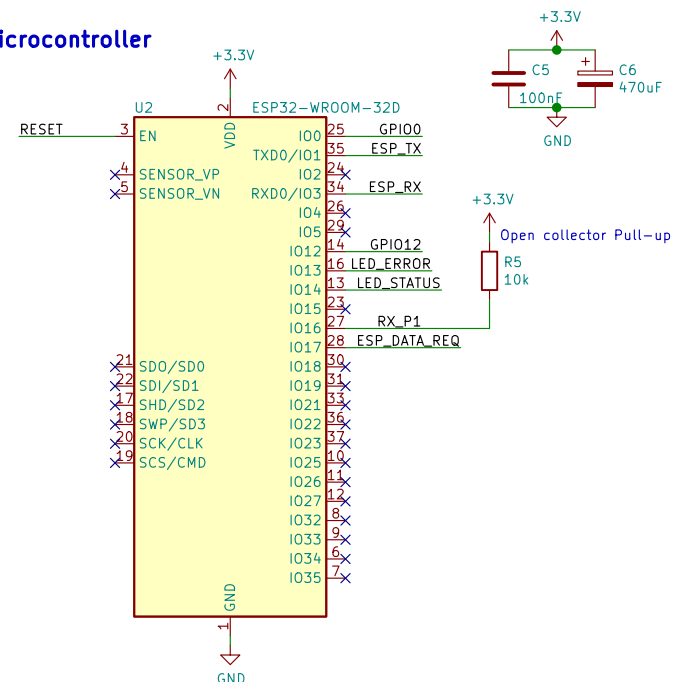 icrocontroller
+3.3V
+3.3V
C5
100nF
+
C6
470uF
GND
U2
ESP32-WROOM-32D
2
VDD
RESET
3
EN
IO0
25
GPIO0
TXD0/IO1
35
ESP_TX
4
SENSOR_VP
IO2
24
5
SENSOR_VN
RXD0/IO3
34
ESP_RX
IO4
26
IO5
29
IO12
14
GPIO12
IO13
16
LED_ERROR
IO14
13
LED_STATUS
IO15
23
IO16
27
RX_P1
IO17
28
ESP_DATA_REQ
+3.3V
Open collector Pull-up
R5
10k
21
SDO/SD0
IO18
30
22
SDI/SD1
IO19
31
17
SHD/SD2
IO21
33
18
SWP/SD3
IO22
36
20
SCK/CLK
IO23
37
19
SCS/CMD
IO25
10
IO26
11
IO27
12
IO32
8
IO33
9
IO34
6
IO35
7
GND
1
GND